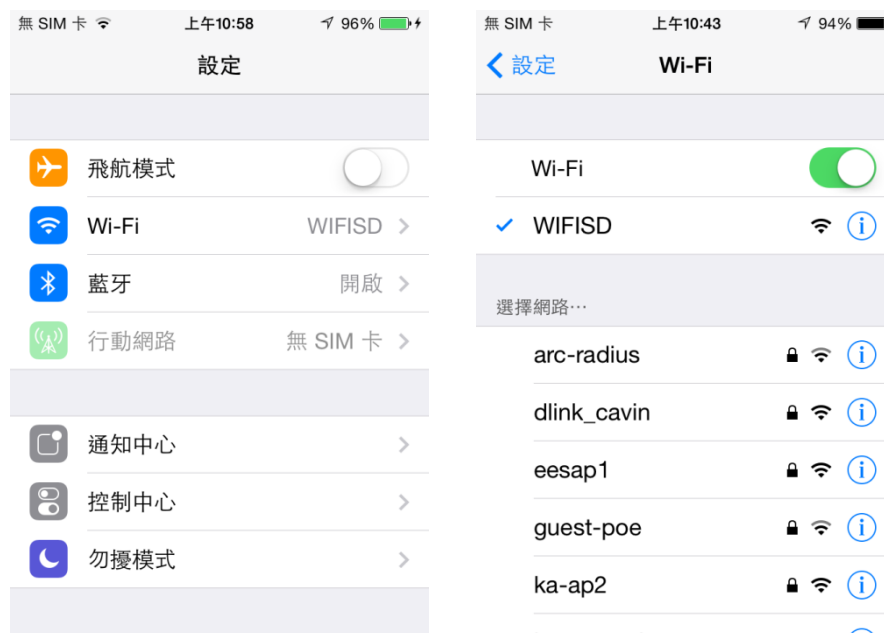 無 SIM 卡 上午10:58 96%
設定
飛航模式
Wi-Fi WIFISD
藍牙 開啟
行動網路 無 SIM 卡
通知中心
控制中心
勿擾模式
無 SIM 卡 上午10:43 94%
設定 Wi-Fi
Wi-Fi
WIFISD
選擇網路⋯
arc-radius
dlink_cavin
eesap1
guest-poe
ka-ap2